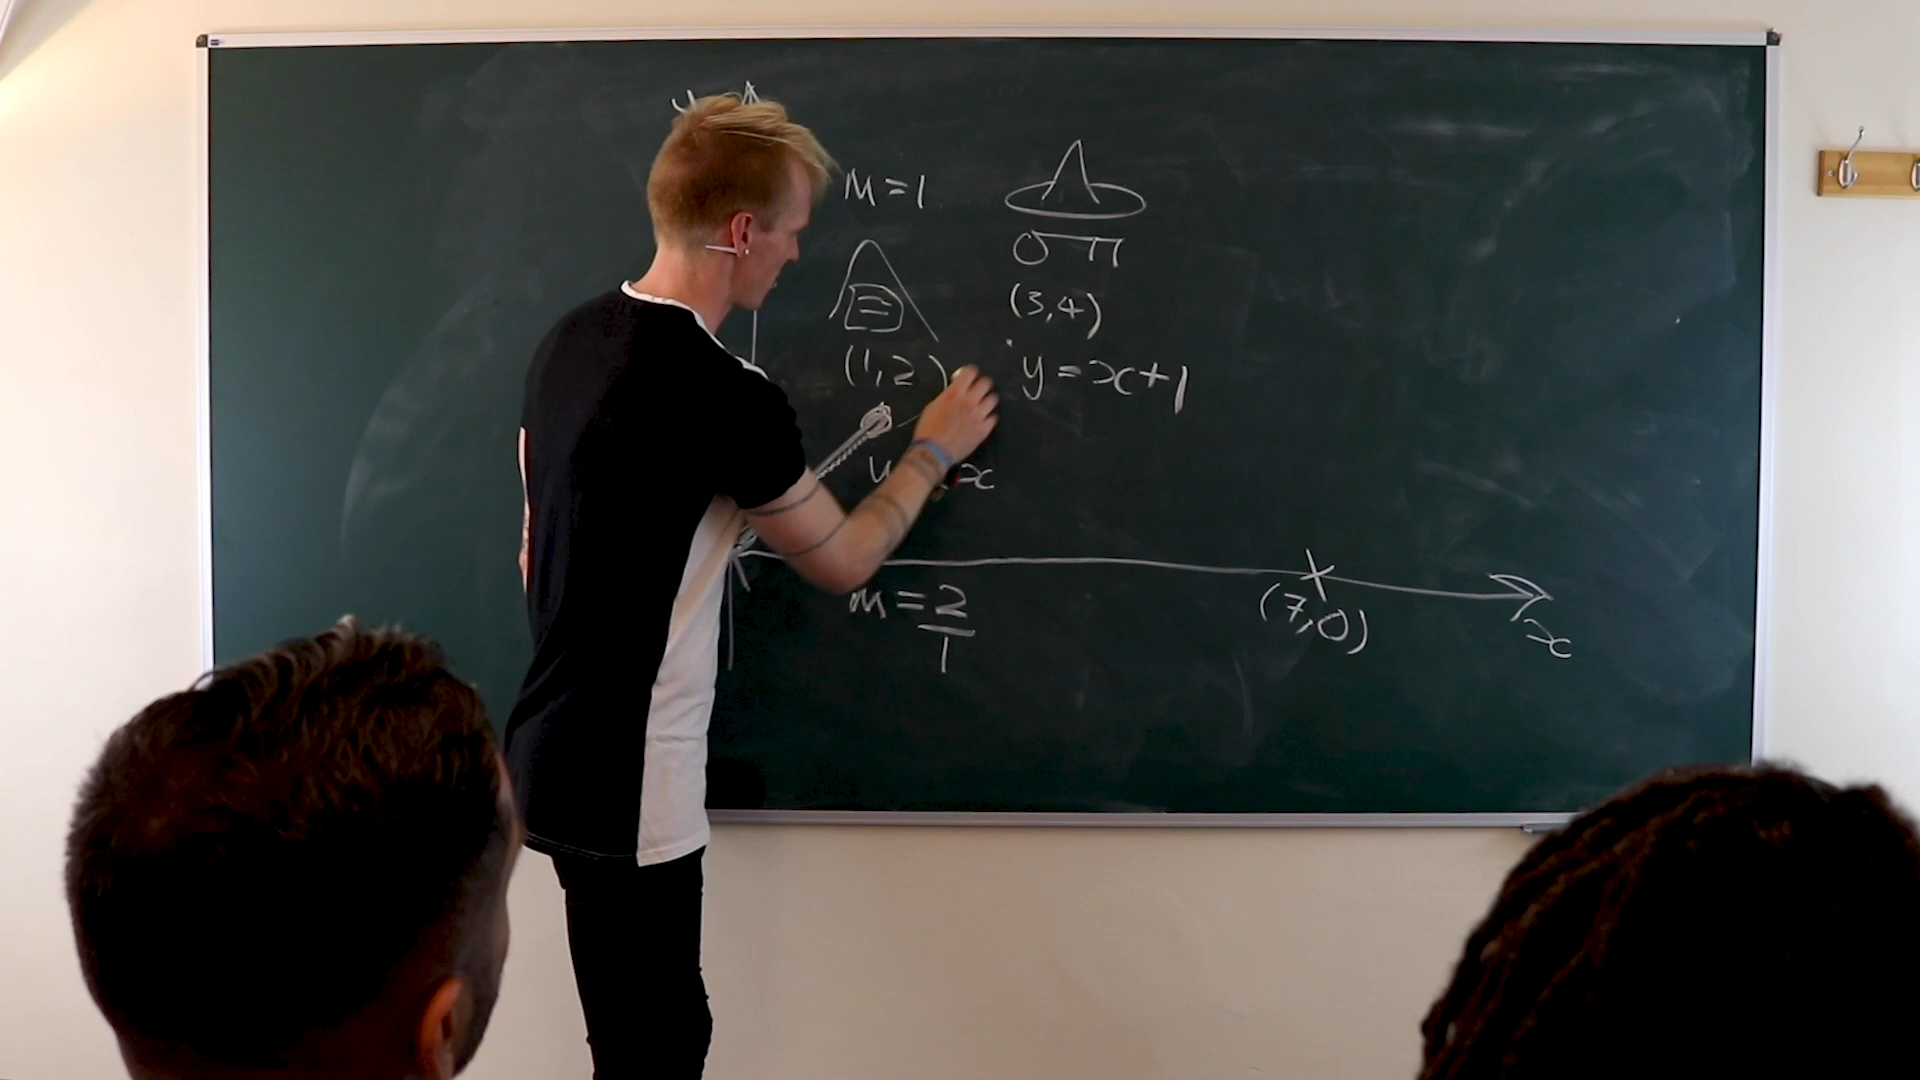 y
m=1
(3,4)
(1,2)
y=x+1
x
m=2/1
(7,0)
x